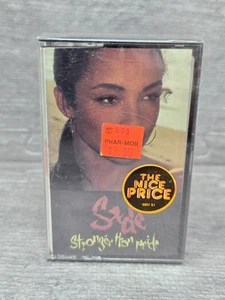 PHAR-MOR
THE
NICE
PRICE
Sade
Stronger than pride